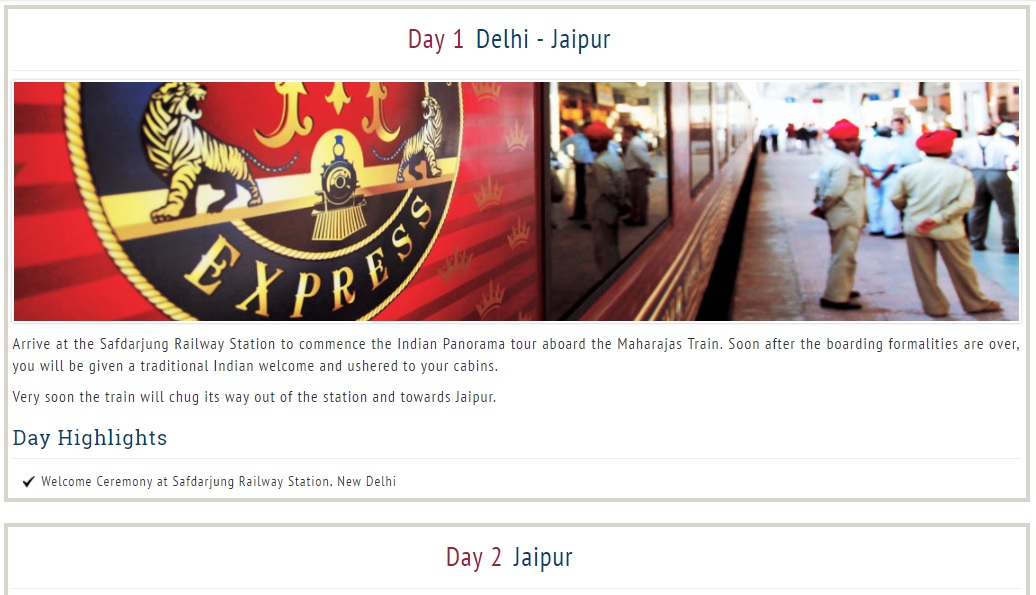 Day 1 Delhi - Jaipur
EXPRESS
Arrive at the Safdarjung Railway Station to commence the Indian Panorama tour aboard the Maharajas Train. Soon after the boarding formalities are over,
you will be given a traditional Indian welcome and ushered to your cabins.
Very soon the train will chug its way out of the station and towards Jaipur.
Day Highlights
✔ Welcome Ceremony at Safdarjung Railway Station, New Delhi
Day 2 Jaipur